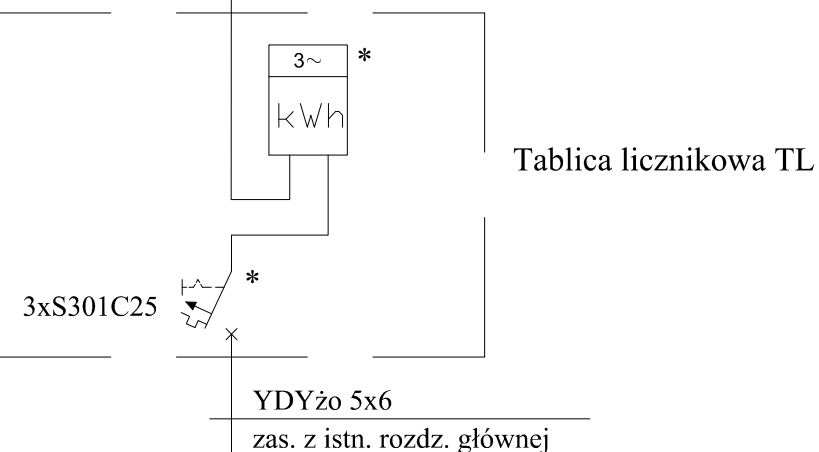 3~
*
kWh
Tablica licznikowa TL
*
3xS301C25
YDYżo 5x6
zas. z istn. rozdz. głównej